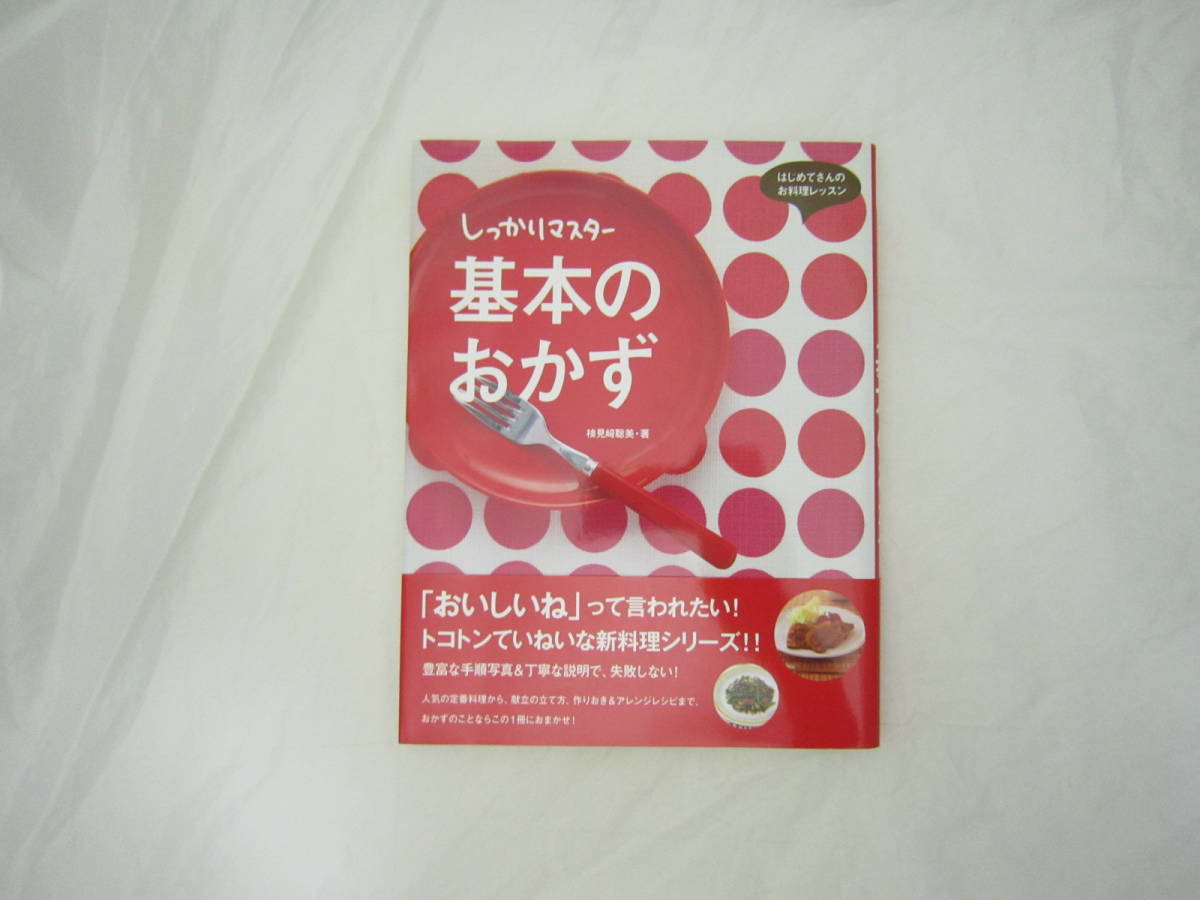 はじめてさんの
お料理レッスン
しっかりマスター
基本の
おかず
検見﨑聡美・著
「おいしいね」って言われたい!
トコトンていねいな新料理シリーズ!!
豊富な手順写真&丁寧な説明で、失敗しない!
人気の定番料理から、献立の立て方、作りおき&アレンジレシピまで、
おかずのことならこの1冊におまかせ!